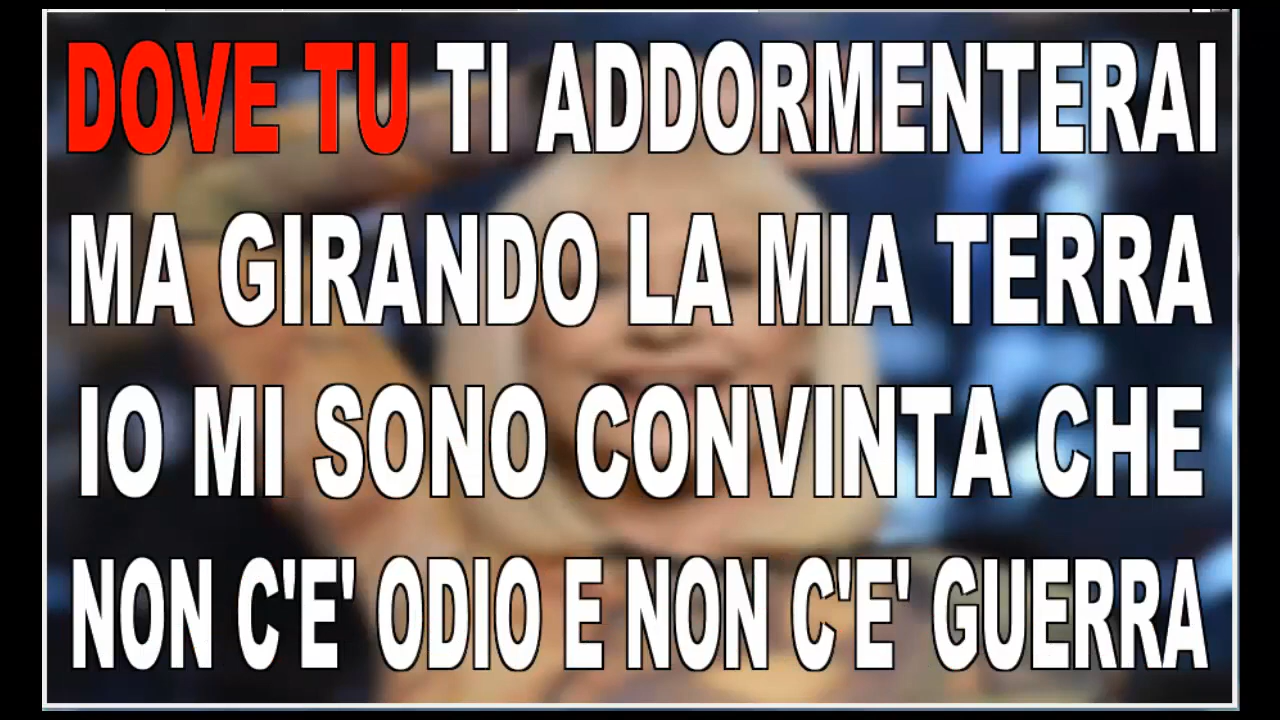 DOVE TU TI ADDORMENTERAI
MA GIRANDO LA MIA TERRA
IO MI SONO CONVINTA CHE
NON C'E' ODIO E NON C'E' GUERRA